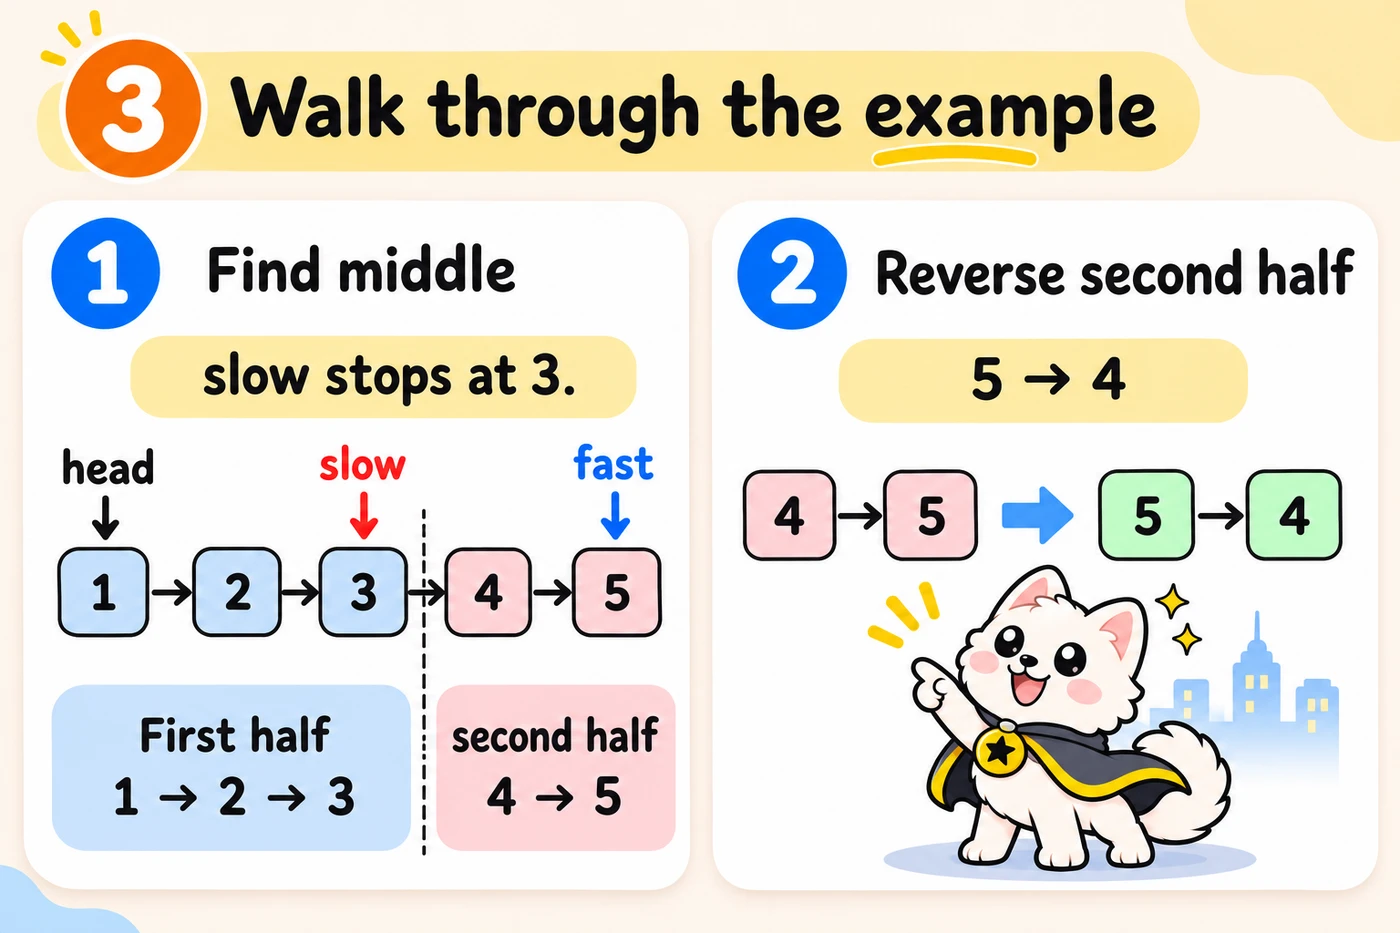 3 Walk through the example
1 Find middle
slow stops at 3.
head slow fast
1 → 2 → 3 → 4 → 5
First half
1 → 2 → 3
second half
4 → 5
2 Reverse second half
5 → 4
4 → 5 → 5 → 4